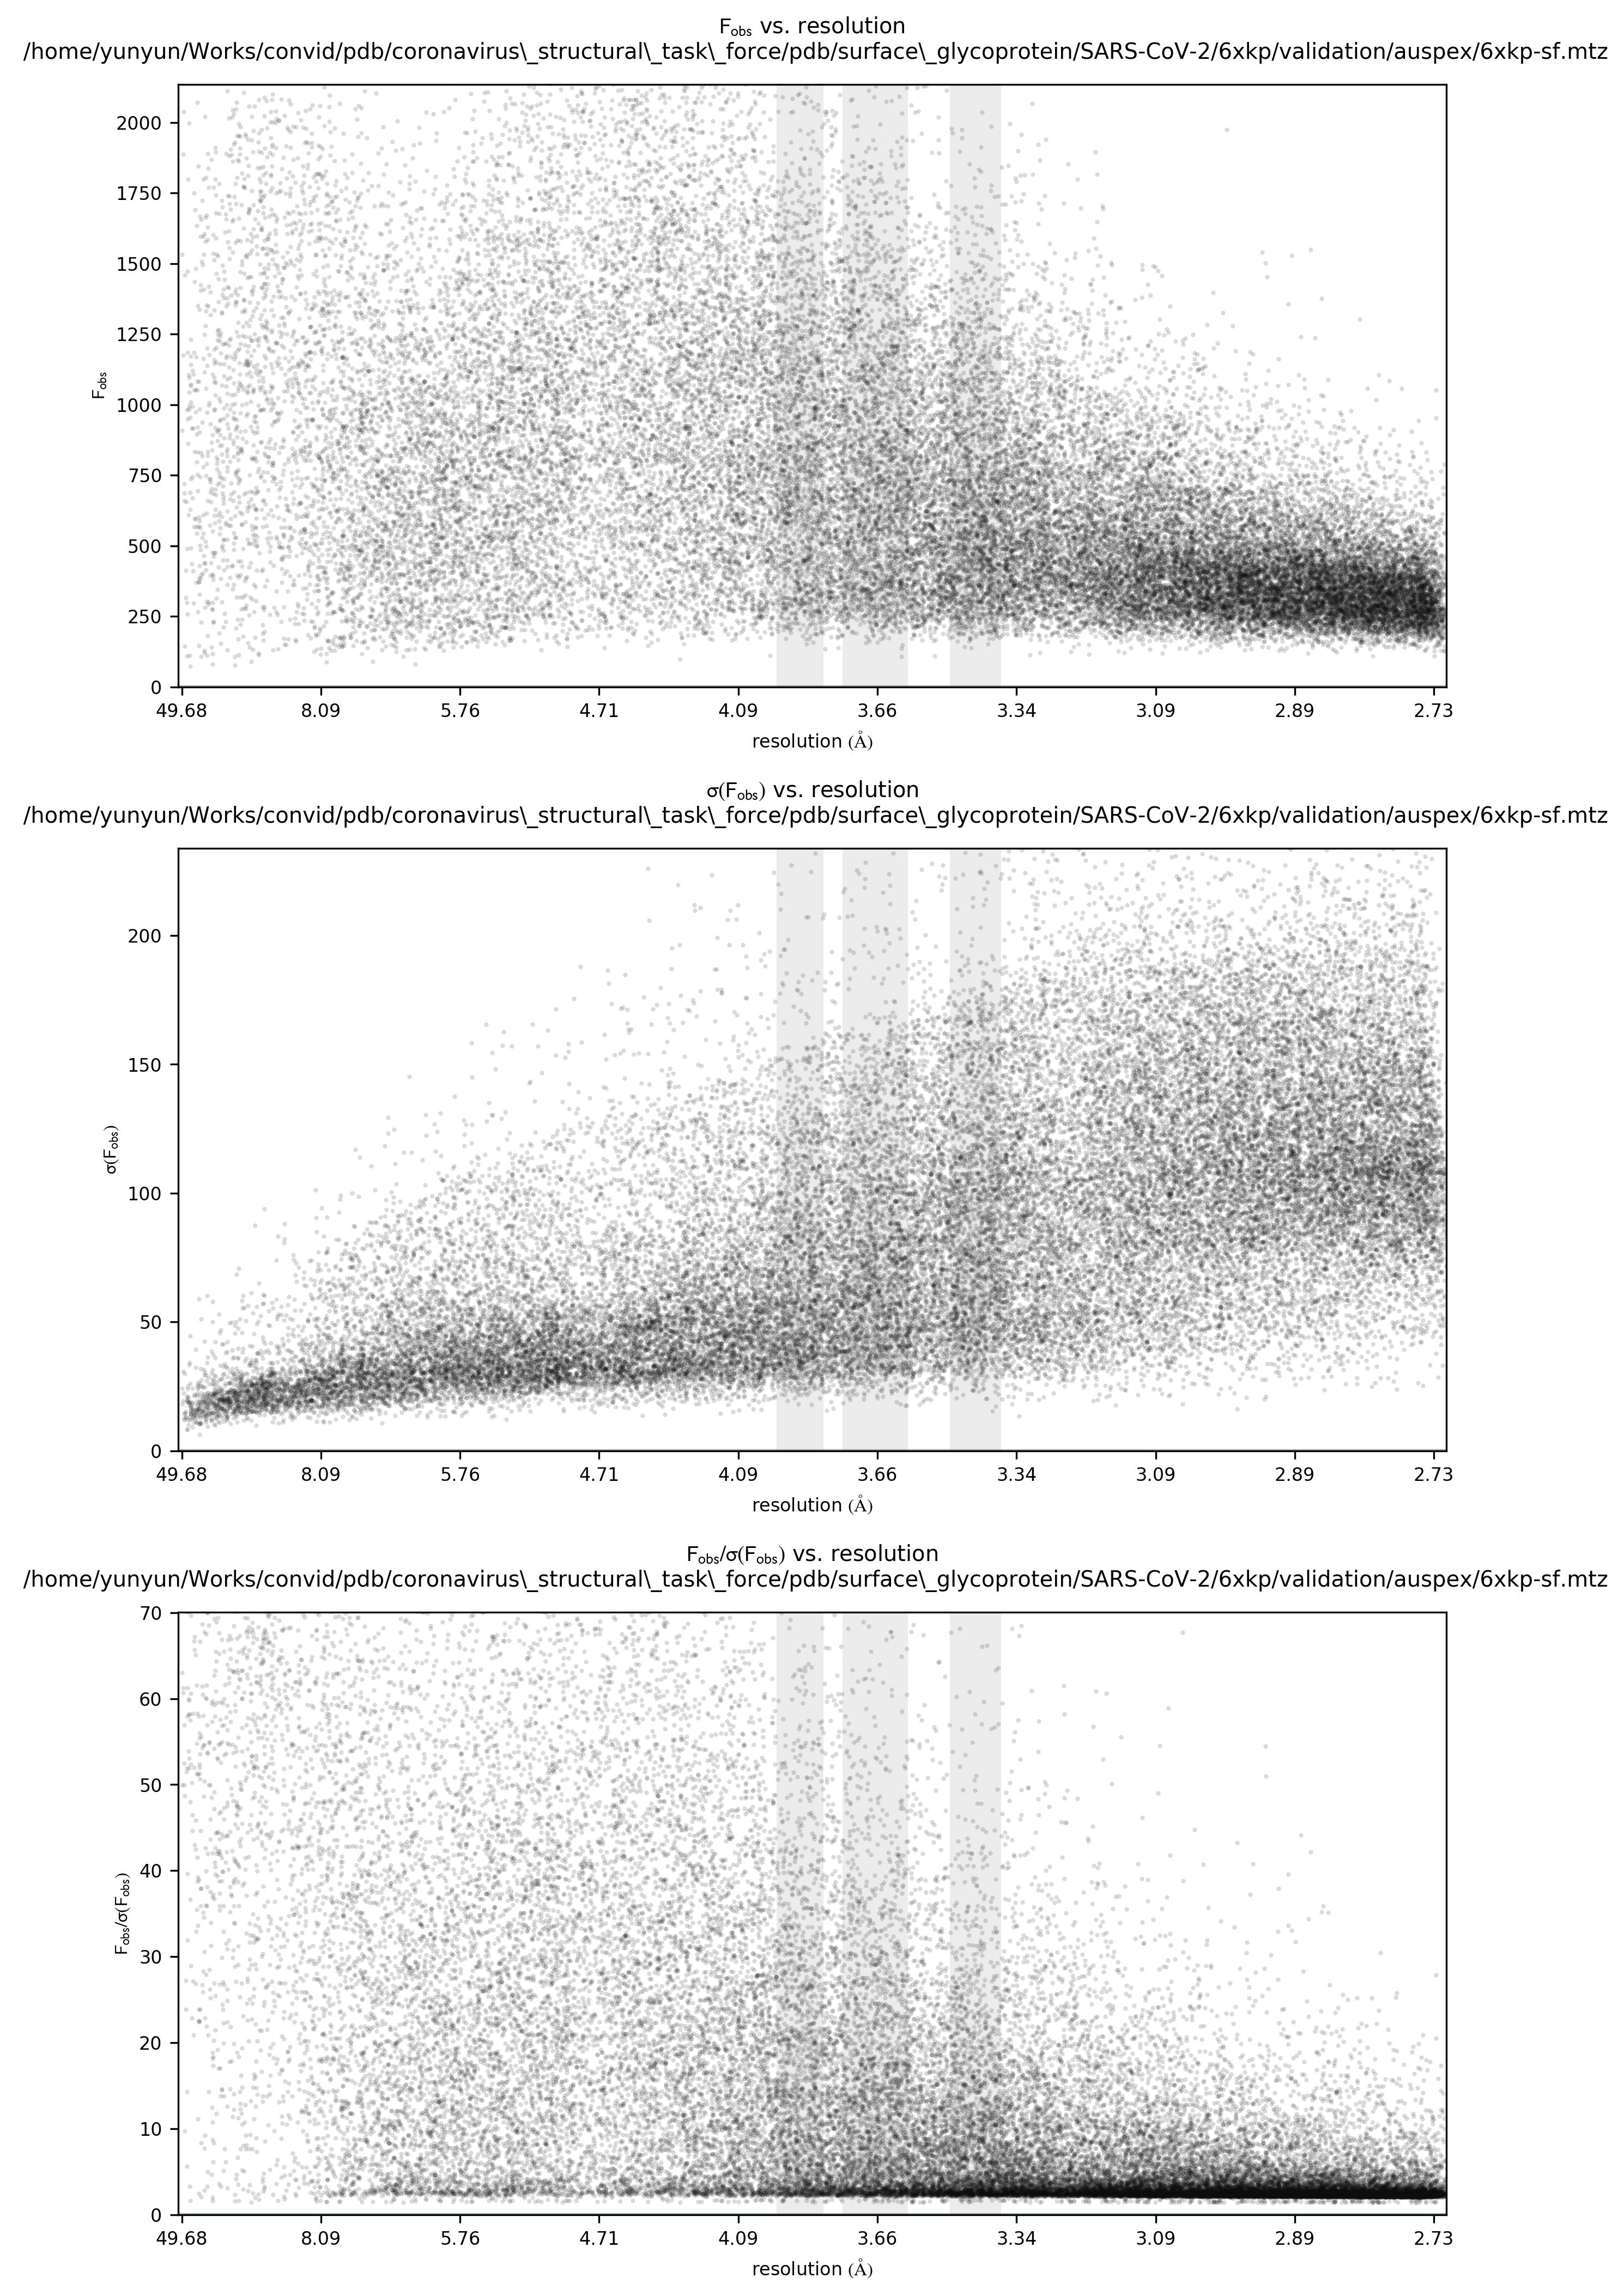 Fobs vs. resolution
/home/yunyun/Works/convid/pdb/coronavirus\_structural\_task\_force/pdb/surface\_glycoprotein/SARS-CoV-2/6xkp/validation/auspex/6xkp-sf.mtz
2000
1750
1500
1250
1000
750
500
250
0
Fobs
49.68 8.09 5.76 4.71 4.09 3.66 3.34 3.09 2.89 2.73
resolution (Å)
σ(Fobs) vs. resolution
/home/yunyun/Works/convid/pdb/coronavirus\_structural\_task\_force/pdb/surface\_glycoprotein/SARS-CoV-2/6xkp/validation/auspex/6xkp-sf.mtz
200
150
100
50
0
σ(Fobs)
49.68 8.09 5.76 4.71 4.09 3.66 3.34 3.09 2.89 2.73
resolution (Å)
Fobs/σ(Fobs) vs. resolution
/home/yunyun/Works/convid/pdb/coronavirus\_structural\_task\_force/pdb/surface\_glycoprotein/SARS-CoV-2/6xkp/validation/auspex/6xkp-sf.mtz
70
60
50
40
30
20
10
0
Fobs/σ(Fobs)
49.68 8.09 5.76 4.71 4.09 3.66 3.34 3.09 2.89 2.73
resolution (Å)